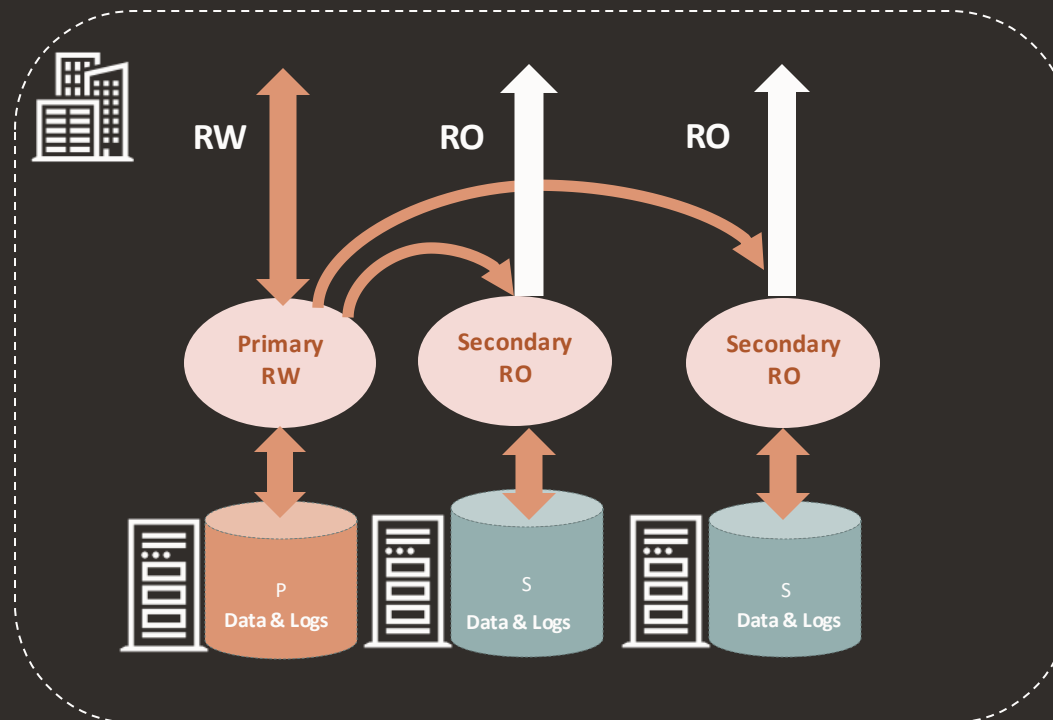 RW
RO
RO
Primary
RW
Secondary
RO
Secondary
RO
P
Data & Logs
S
Data & Logs
S
Data & Logs